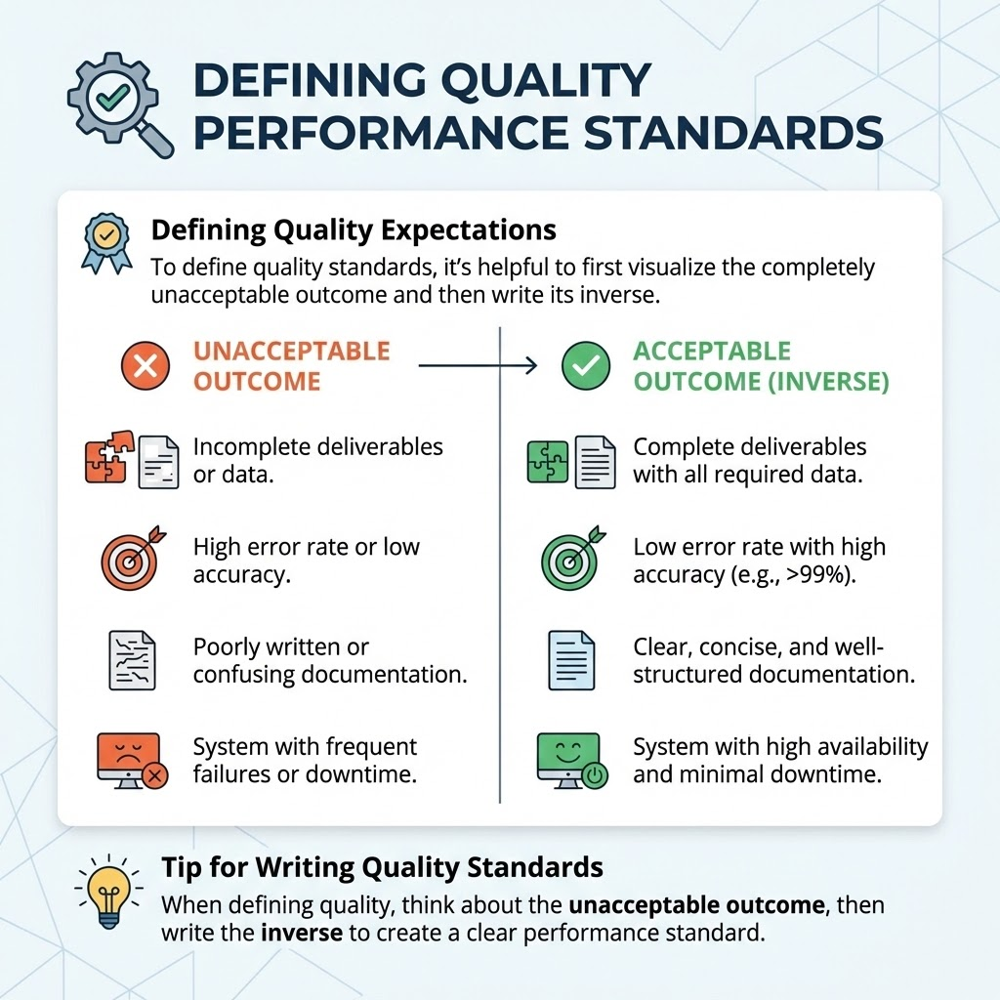 DEFINING QUALITY
PERFORMANCE STANDARDS
Defining Quality Expectations
To define quality standards, it’s helpful to first visualize the completely
unacceptable outcome and then write its inverse.
UNACCEPTABLE
OUTCOME
ACCEPTABLE
OUTCOME (INVERSE)
Incomplete deliverables
or data.
Complete deliverables
with all required data.
High error rate or low
accuracy.
Low error rate with high
accuracy (e.g., >99%).
Poorly written or
confusing documentation.
Clear, concise, and well-
structured documentation.
System with frequent
failures or downtime.
System with high availability
and minimal downtime.
Tip for Writing Quality Standards
When defining quality, think about the unacceptable outcome, then
write the inverse to create a clear performance standard.